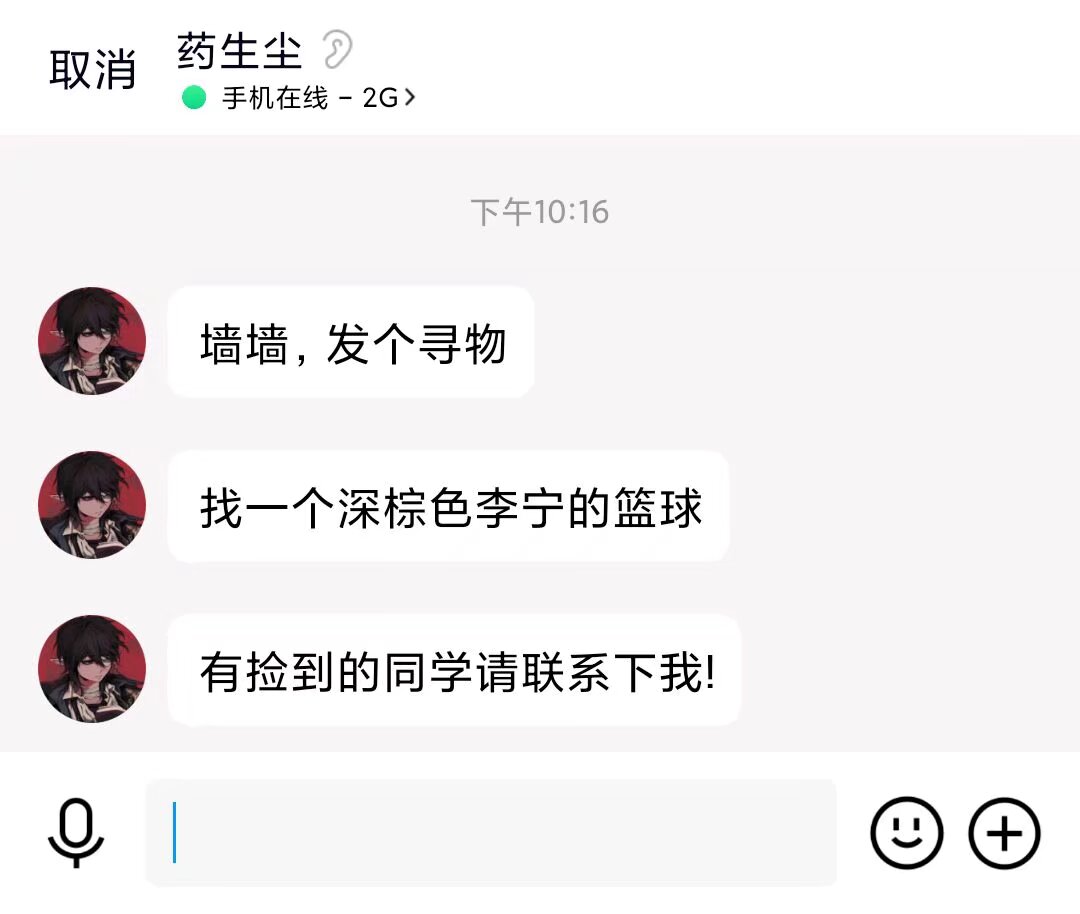 取消
药生尘
手机在线 – 2G
下午10:16
墙墙，发个寻物
找一个深棕色李宁的篮球
有捡到的同学请联系下我!